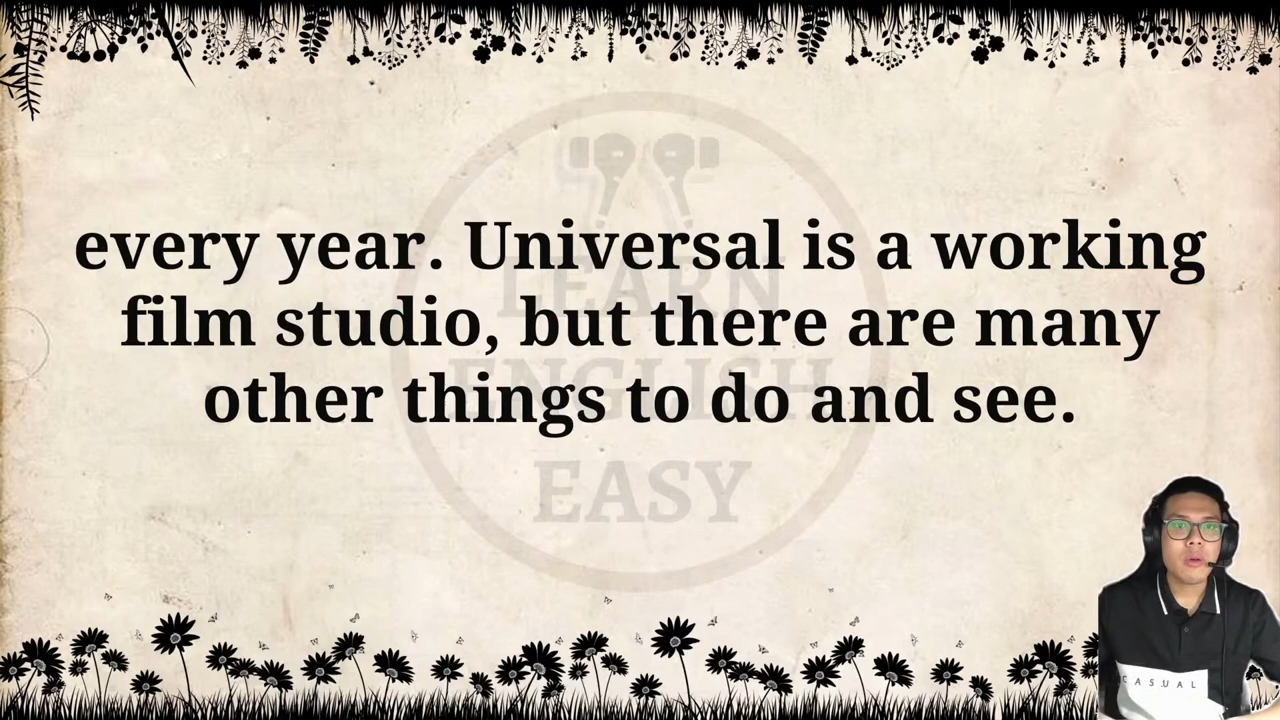 every year. Universal is a working
film studio, but there are many
other things to do and see.
LEARN
ENGLISH
EASY
CASUAL